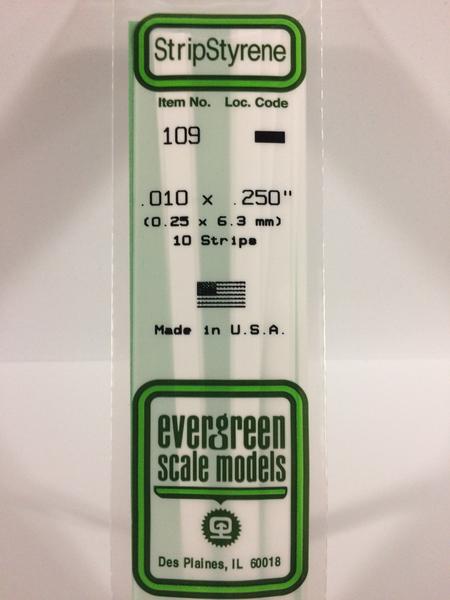 StripStyrene
Item No. Loc. Code
109
.010 x .250"
(0.25 x 6.3 mm)
10 Strips
Made in U.S.A.
evergreen
scale models
Des Plaines, IL 60018